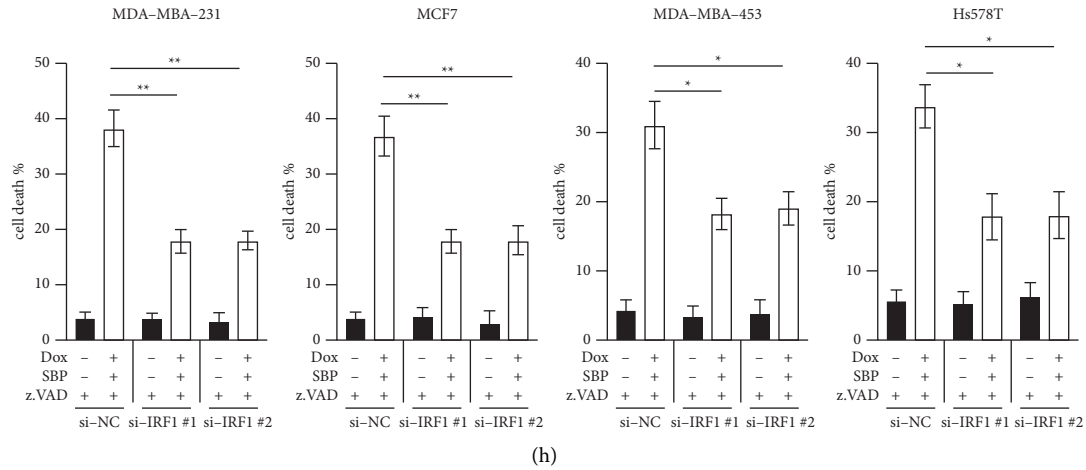 MDA–MBA–231
MCF7
MDA–MBA–453
Hs578T
cell death %
50
40
30
20
10
0
** **
Dox – + – + – +
SBP – + – + – +
z.VAD + + + + + +
si–NC si–IRF1 #1 si–IRF1 #2
cell death %
50
40
30
20
10
0
** **
Dox – + – + – +
SBP – + – + – +
z.VAD + + + + + +
si–NC si–IRF1 #1 si–IRF1 #2
cell death %
40
30
20
10
0
* *
Dox – + – + – +
SBP – + – + – +
z.VAD + + + + + +
si–NC si–IRF1 #1 si–IRF1 #2
cell death %
40
30
20
10
0
* *
Dox – + – + – +
SBP – + – + – +
z.VAD + + + + + +
si–NC si–IRF1 #1 si–IRF1 #2
(h)